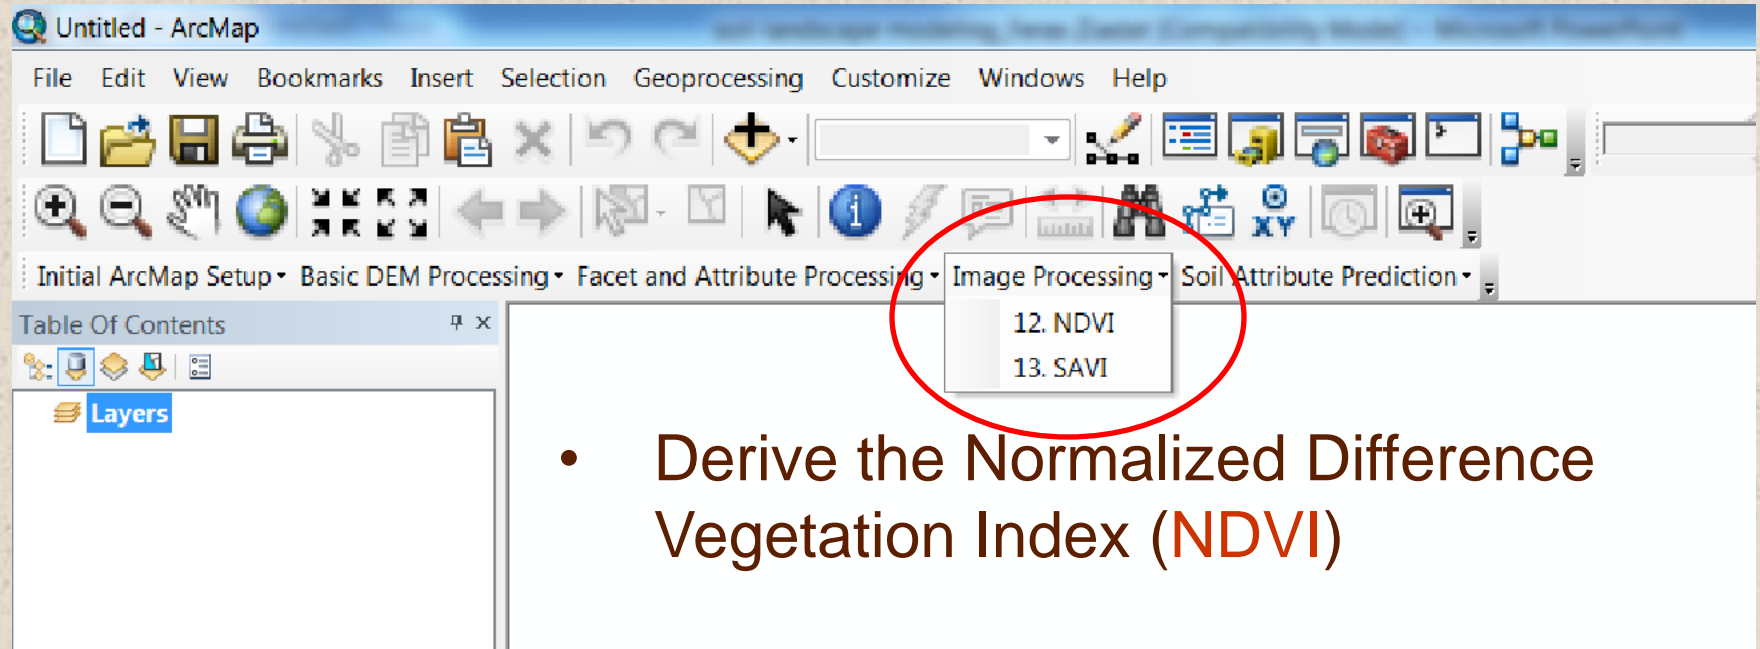 Untitled - ArcMap
File Edit View Bookmarks Insert Selection Geoprocessing Customize Windows Help
Initial ArcMap Setup Basic DEM Processing Facet and Attribute Processing Image Processing Soil Attribute Prediction
12. NDVI
13. SAVI
Table Of Contents
Layers
• Derive the Normalized Difference
Vegetation Index (NDVI)